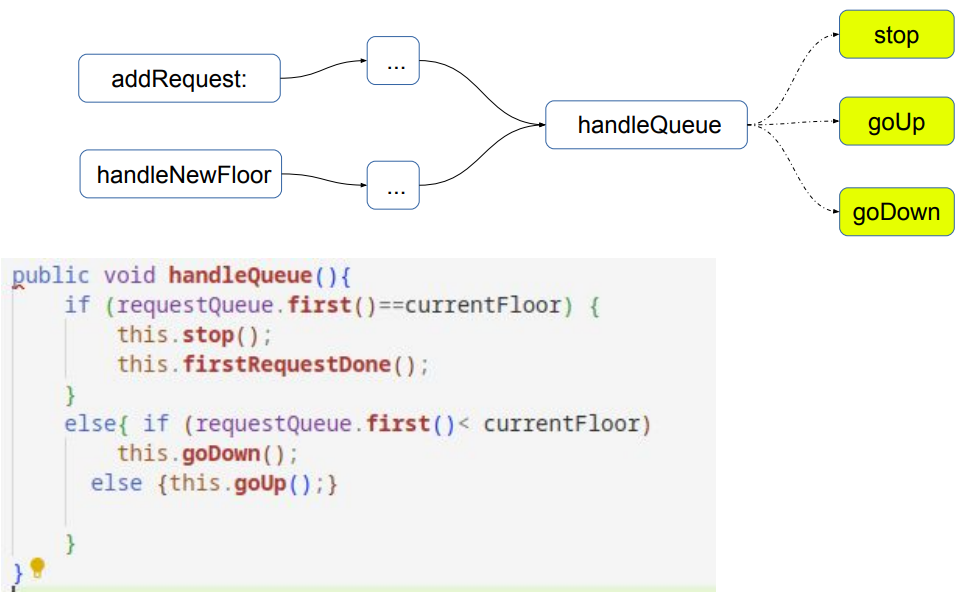 addRequest:
...
handleNewFloor
...
handleQueue
stop
goUp
goDown
public void handleQueue(){
if (requestQueue.first()==currentFloor) {
this.stop();
this.firstRequestDone();
}
else{ if (requestQueue.first()< currentFloor)
this.goDown();
else {this.goUp();}
}
}